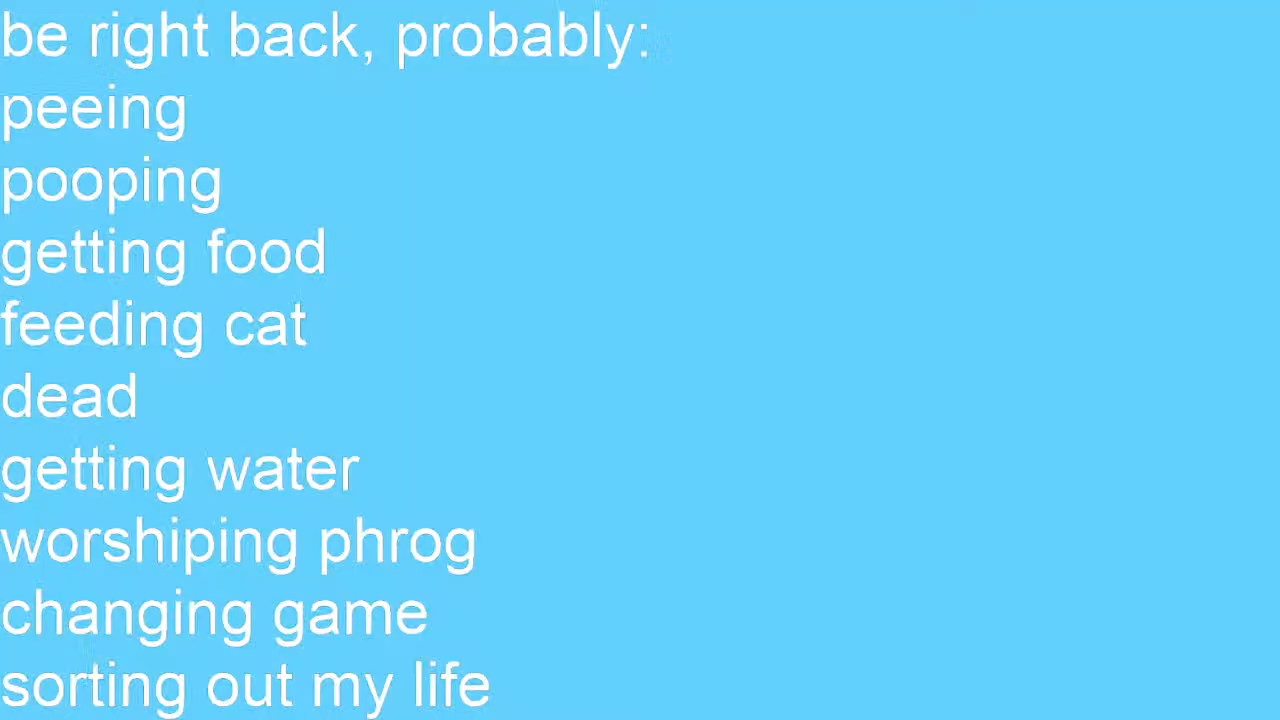 be right back, probably:
peeing
pooping
getting food
feeding cat
dead
getting water
worshiping phrog
changing game
sorting out my life